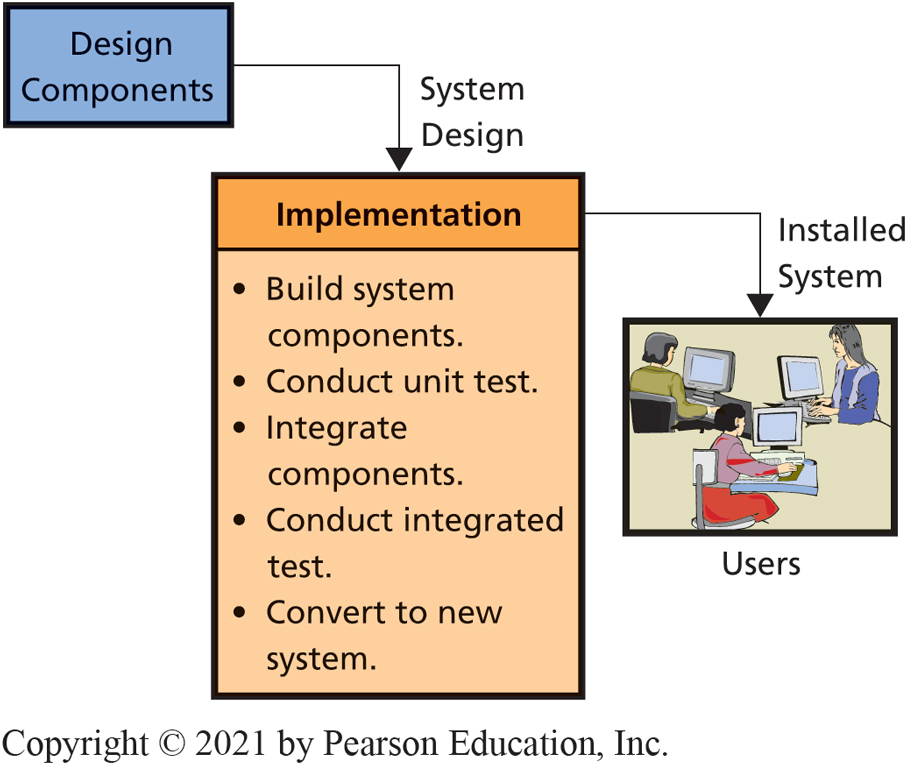 Design
Components
System
Design
Implementation
Installed
System
• Build system
components.
• Conduct unit test.
• Integrate
components.
• Conduct integrated
test.
• Convert to new
system.
Users
Copyright © 2021 by Pearson Education, Inc.